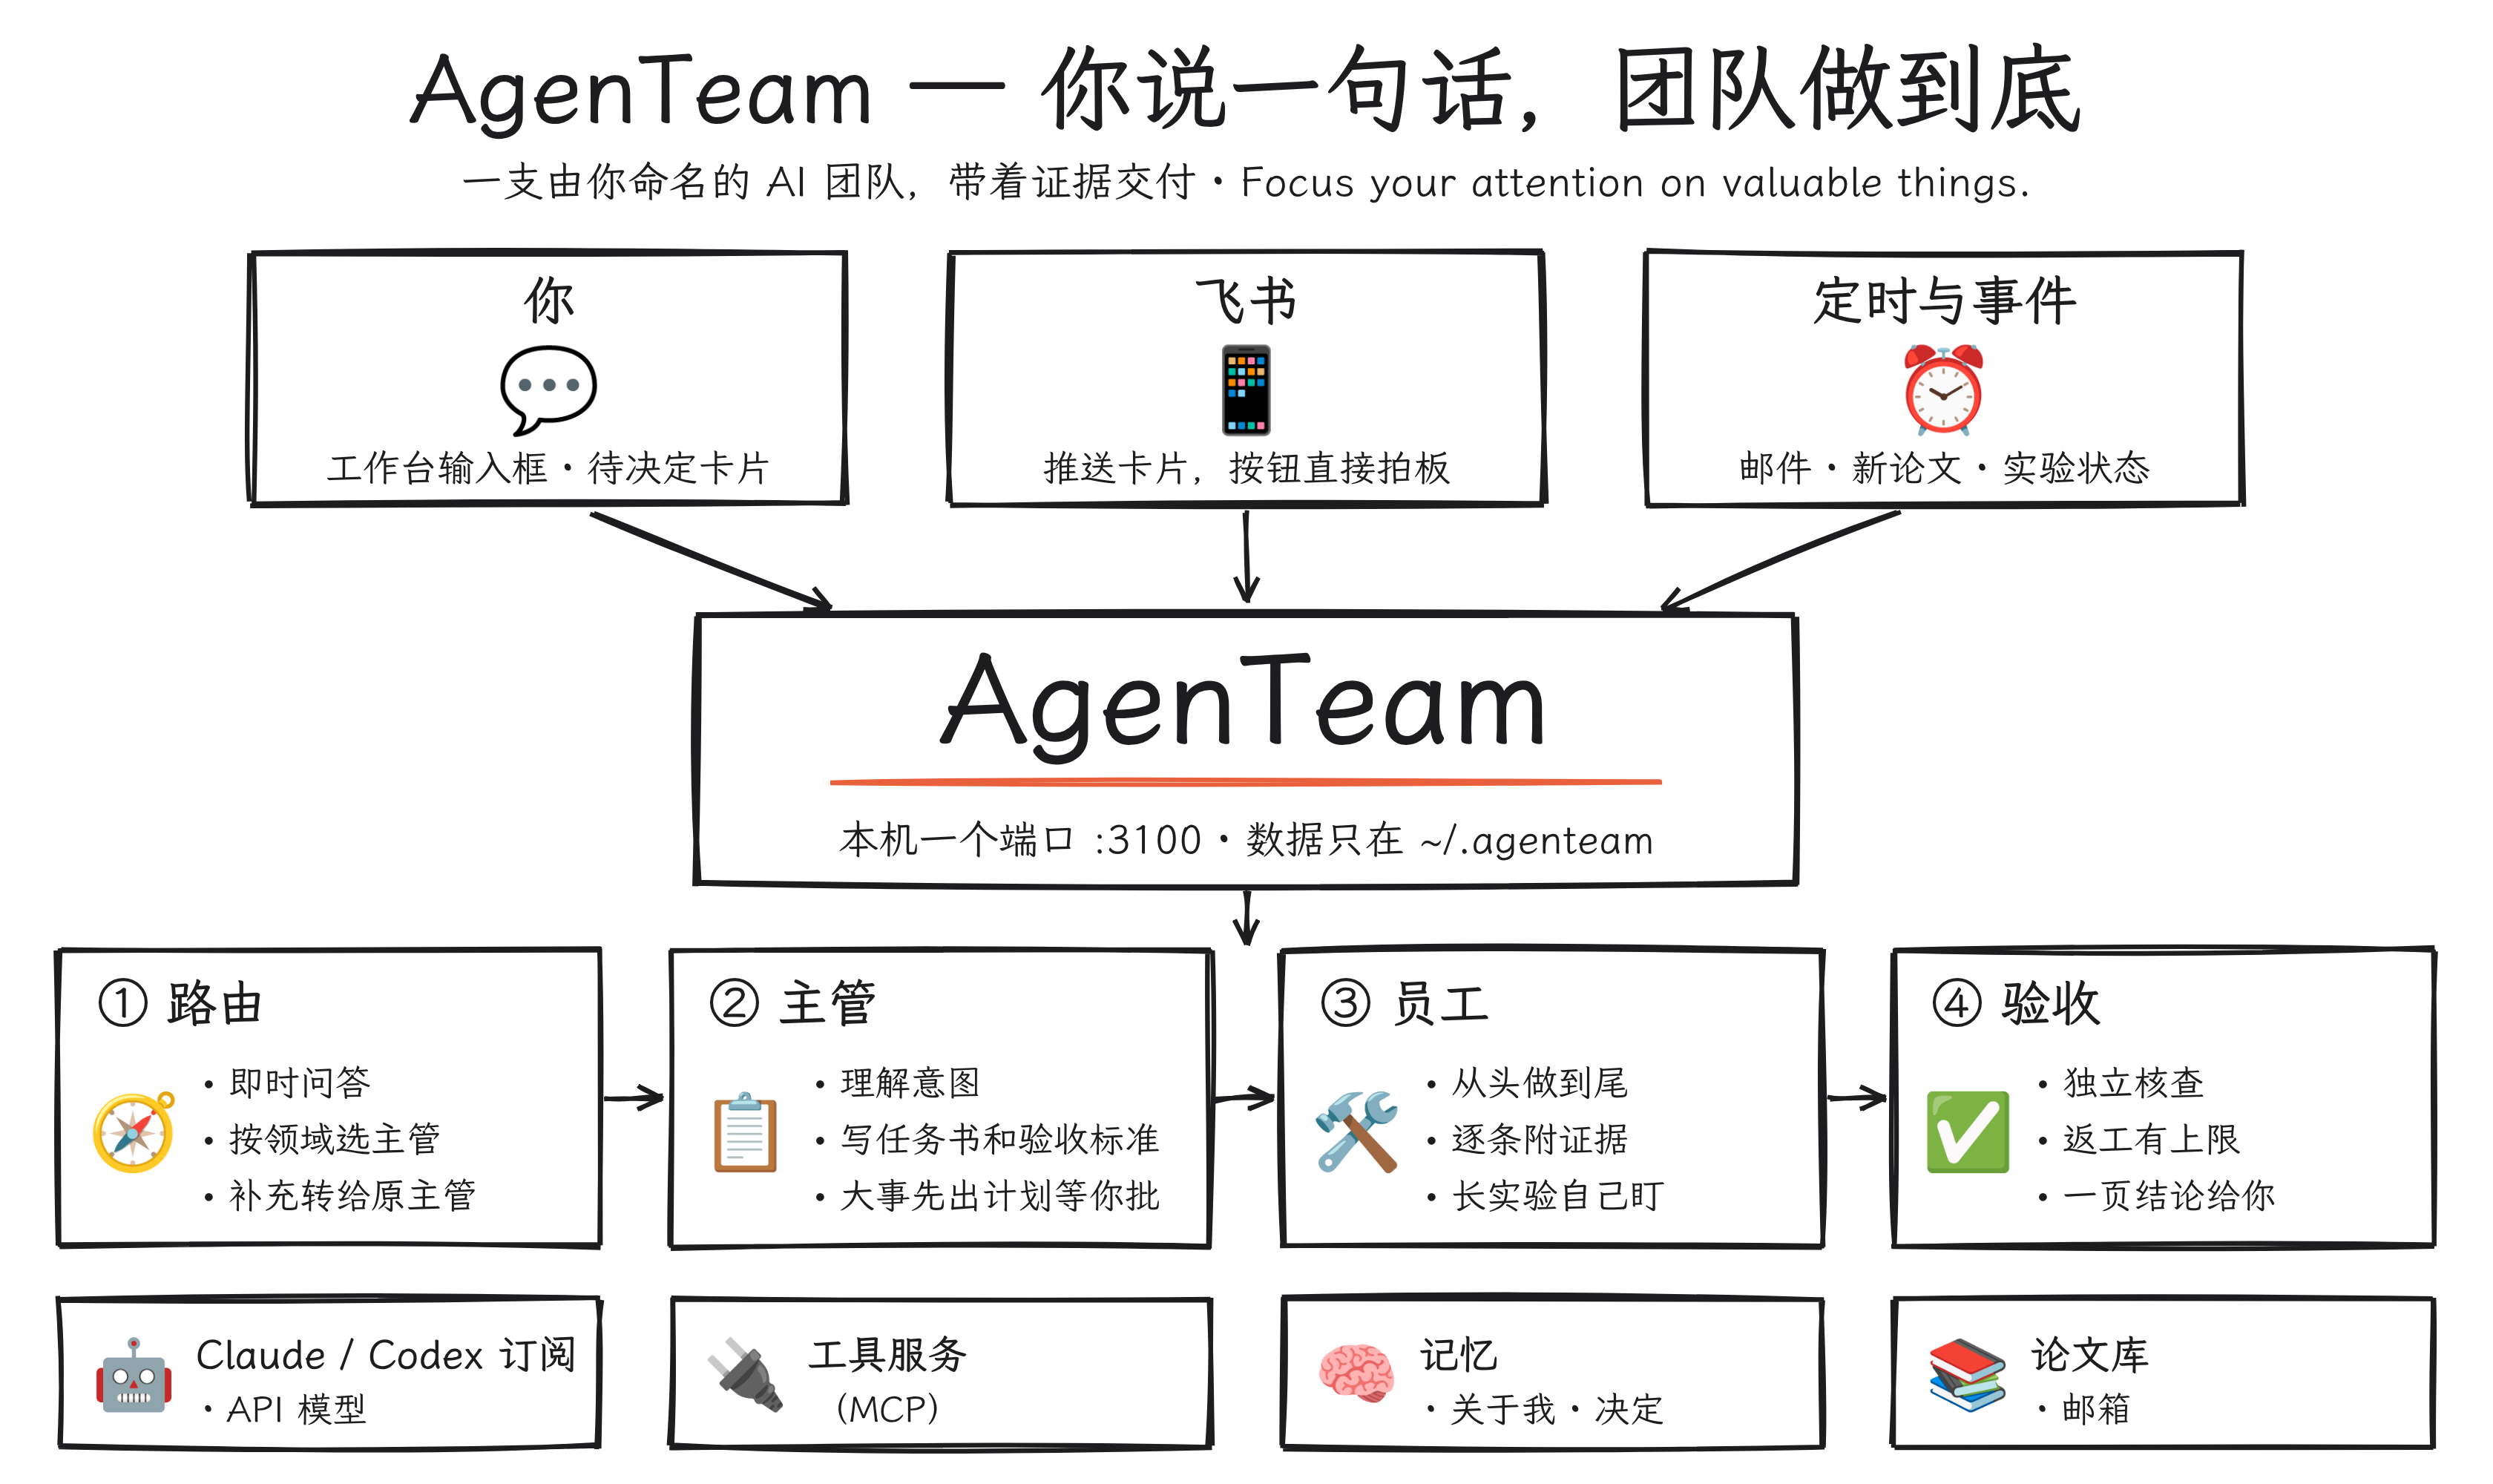 AgenTeam — 你说一句话，团队做到底
一支由你命名的 AI 团队，带着证据交付 · Focus your attention on valuable things.
你
工作台输入框 · 待决定卡片
飞书
推送卡片，按钮直接拍板
定时与事件
邮件 · 新论文 · 实验状态
AgenTeam
本机一个端口 :3100 · 数据只在 ~/.agenteam
① 路由
• 即时问答
• 按领域选主管
• 补充转给原主管
② 主管
• 理解意图
• 写任务书和验收标准
• 大事先出计划等你批
③ 员工
• 从头做到尾
• 逐条附证据
• 长实验自己盯
④ 验收
• 独立核查
• 返工有上限
• 一页结论给你
Claude / Codex 订阅
· API 模型
工具服务
（MCP）
记忆
· 关于我 · 决定
论文库
· 邮箱